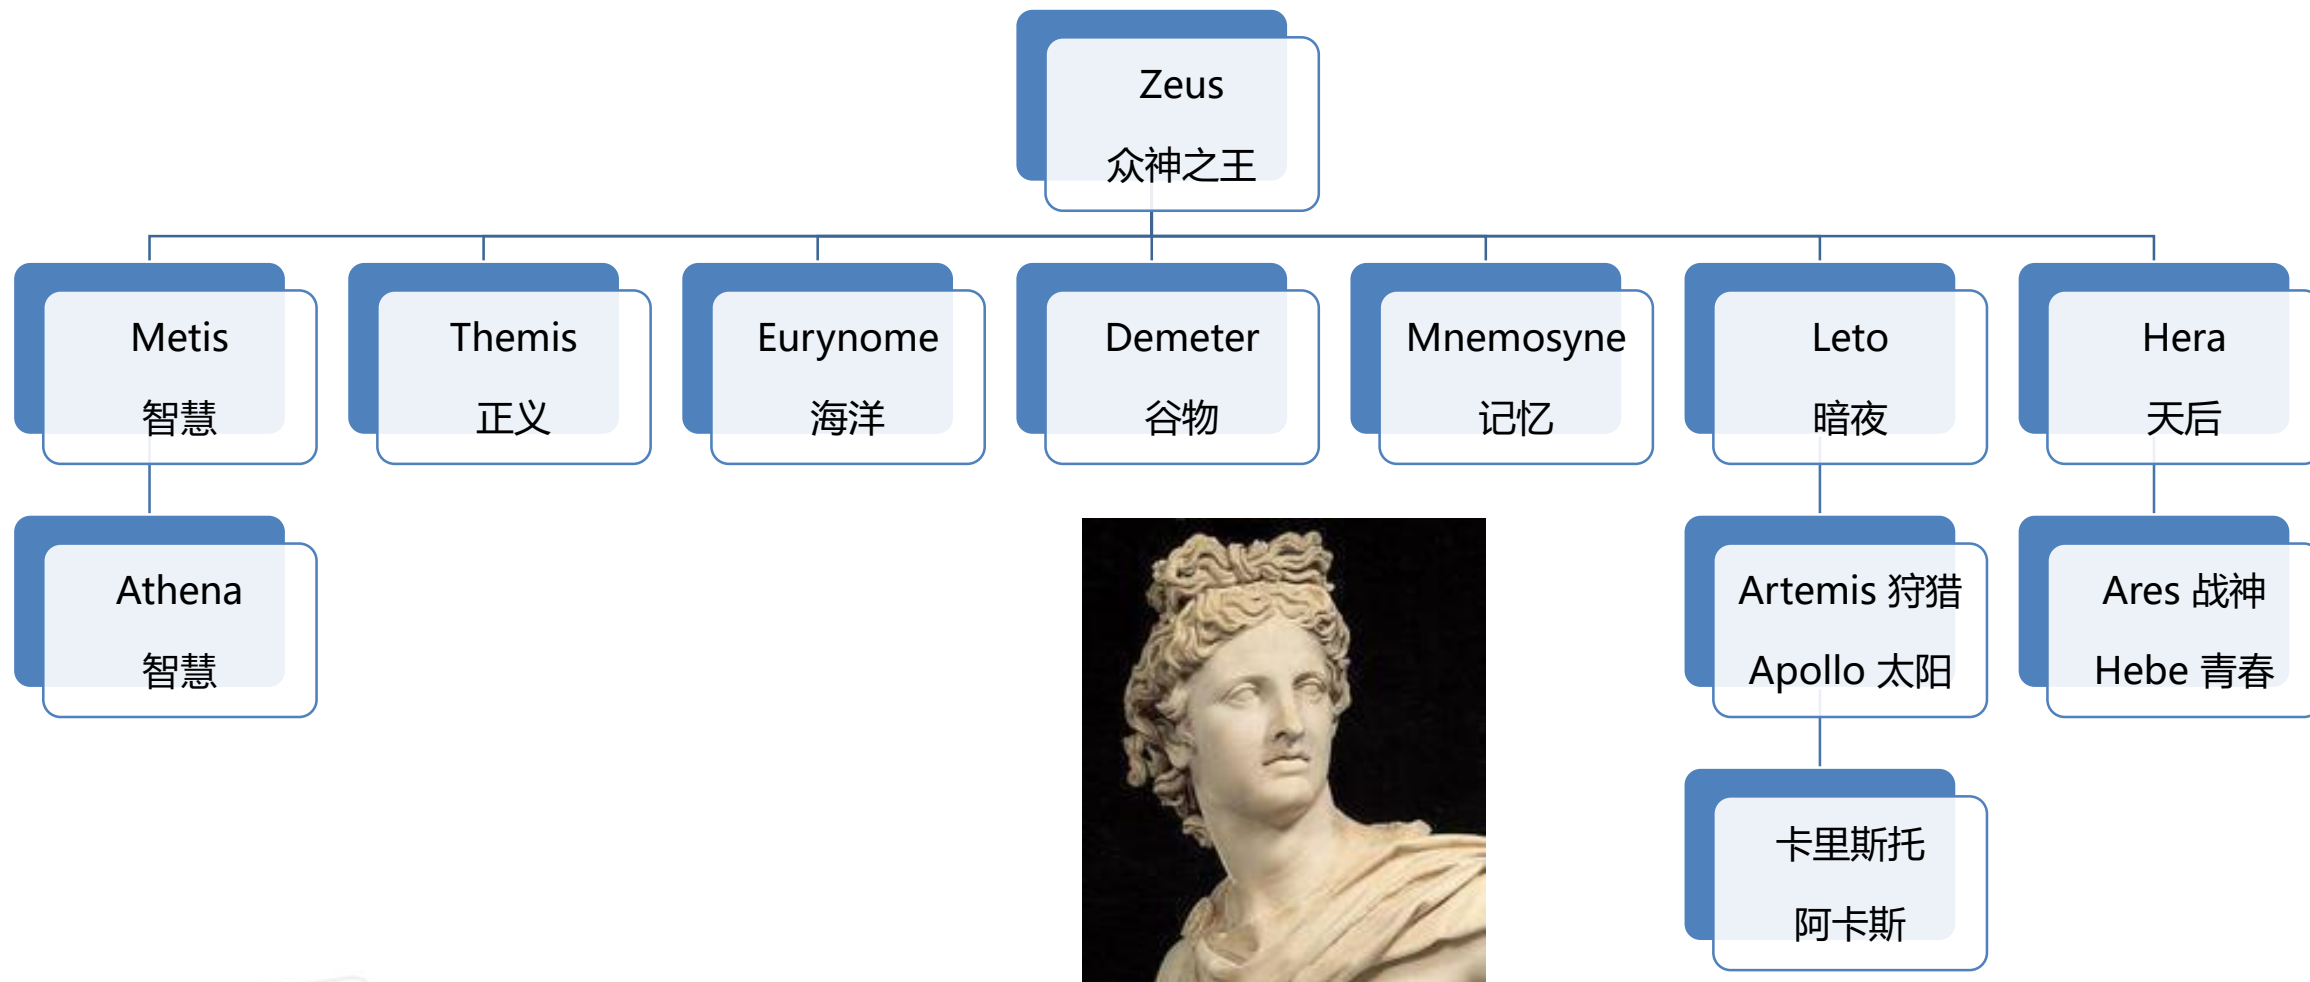 Zeus
众神之王
Metis
智慧
Themis
正义
Eurynome
海洋
Demeter
谷物
Mnemosyne
记忆
Leto
暗夜
Hera
天后
Athena
智慧
Artemis 狩猎
Apollo 太阳
Ares 战神
Hebe 青春
卡里斯托
阿卡斯